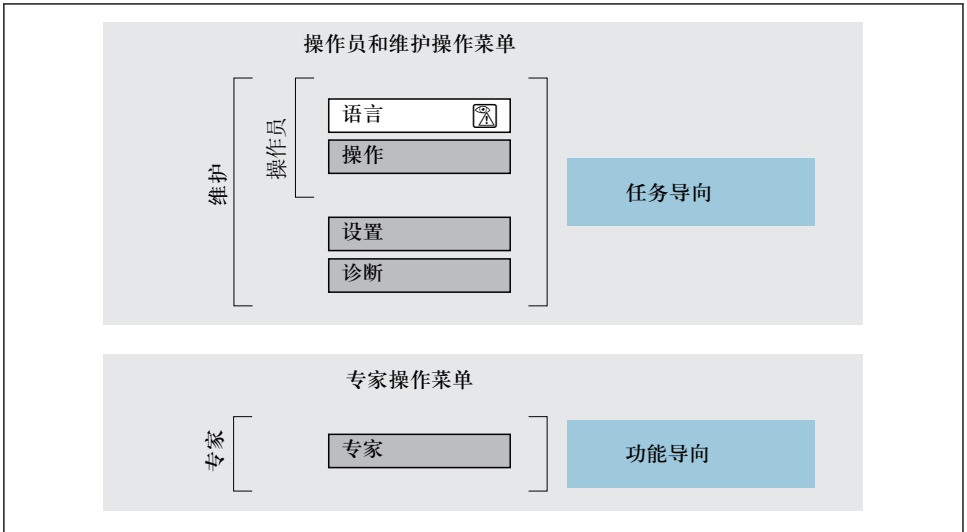 操作员和维护操作菜单
维护
操作员
语言
操作
设置
诊断
任务导向
专家操作菜单
专家
专家
功能导向